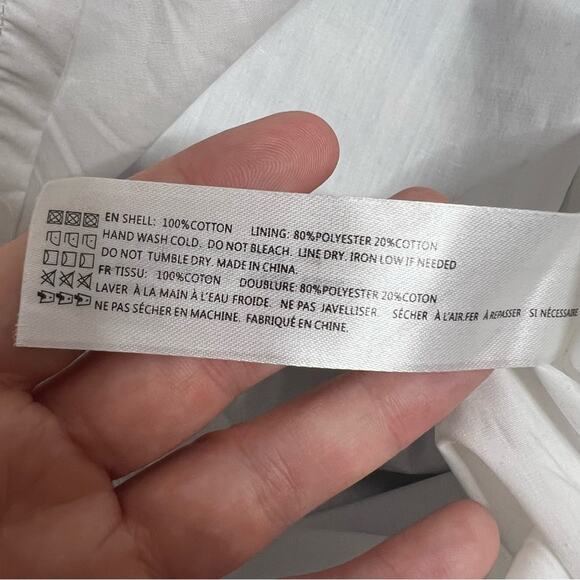 EN SHELL: 100%COTTON LINING: 80%POLYESTER 20%COTTON
HAND WASH COLD. DO NOT BLEACH. LINE DRY. IRON LOW IF NEEDED
DO NOT TUMBLE DRY. MADE IN CHINA.
FR TISSU: 100%COTON DOUBLURE: 80%POLYESTER 20%COTON
LAVER À LA MAIN À L'EAU FROIDE. NE PAS JAVELLISER. SÉCHER À L'AIR.FER À REPASSER SI NÉCESSAIRE
NE PAS SÉCHER EN MACHINE. FABRIQUÉ EN CHINE.